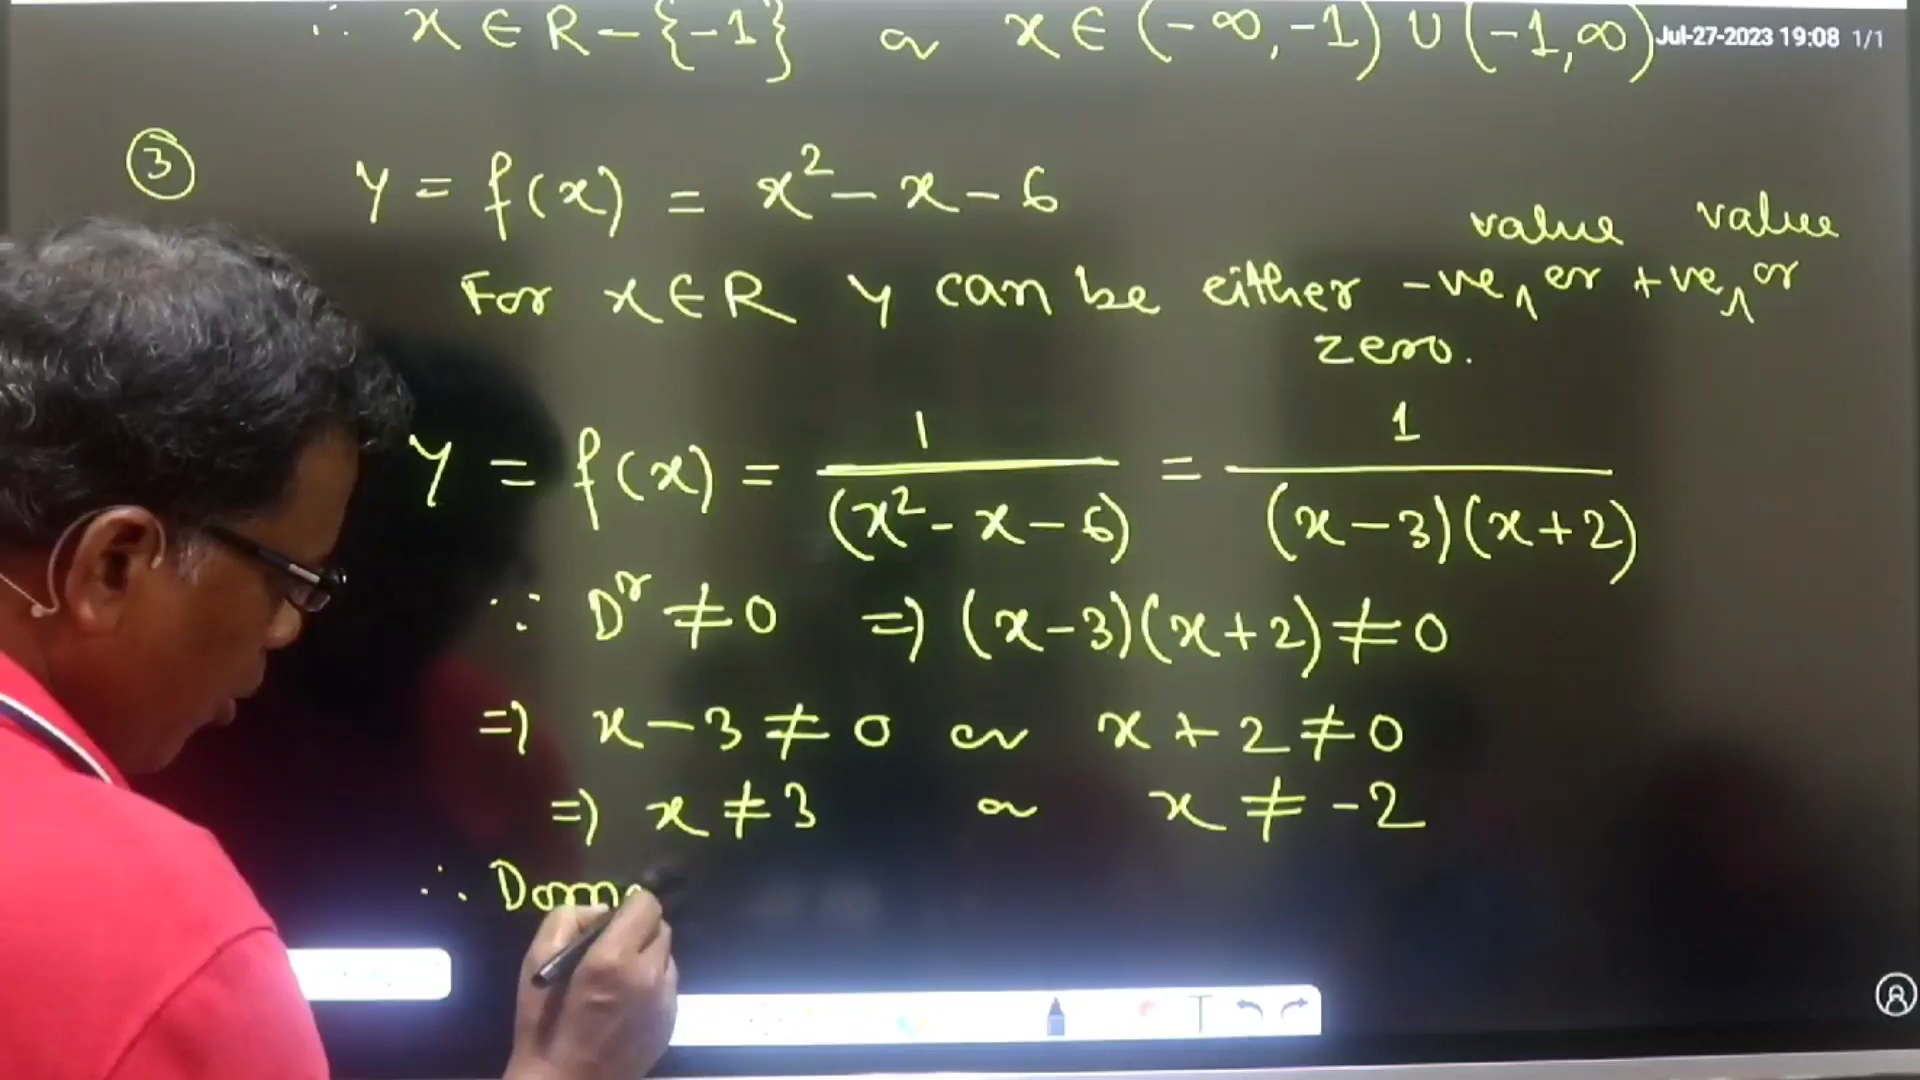 ∴ x ∈ R - {-1} or x ∈ (-∞, -1) ∪ (-1, ∞)
Jul-27-2023 19:08 1/1
③ y = f(x) = x² - x - 6
value value
For x ∈ R y can be either -ve ∧ or +ve ∧ or
zero.
y = f(x) = 1/(x² - x - 6) = 1/(x-3)(x+2)
∵ Dʳ ≠ 0 ⇒ (x-3)(x+2) ≠ 0
⇒ x - 3 ≠ 0 or x + 2 ≠ 0
⇒ x ≠ 3 or x ≠ -2
∴ Doma
T